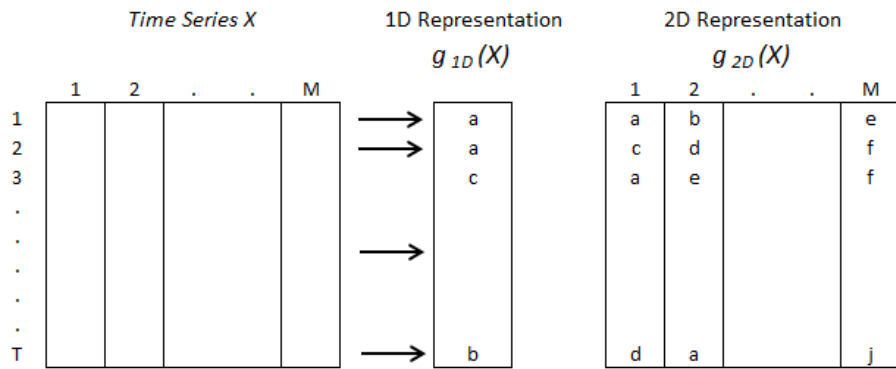 Time Series X 1D Representation 2D Representation
g 1D (X) g 2D (X)
1 2 . . M 1 2 . . M
1 a a b e
2 a c d f
3 c a e f
.
.
.
.
.
T b d a j